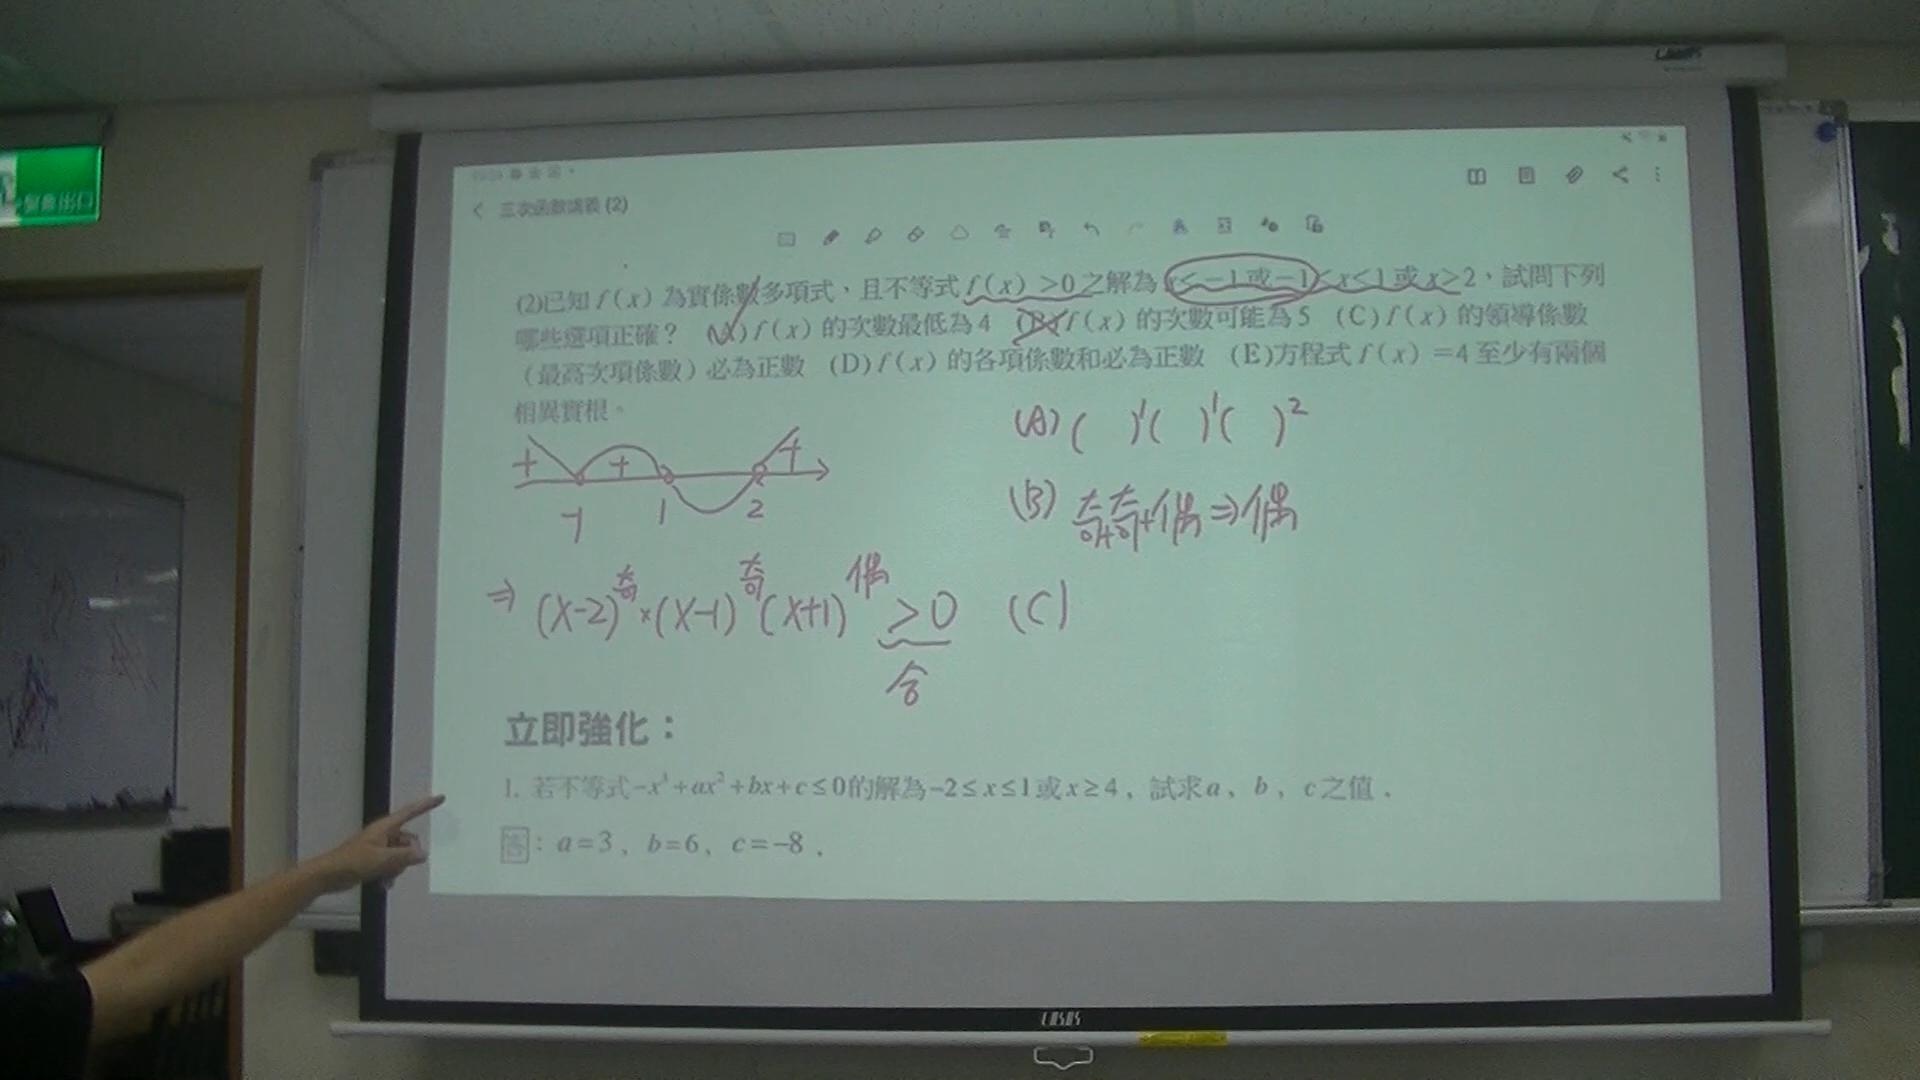 三次函數講義 (2)
(2)已知 f(x) 為實係數多項式、且不等式 f(x) >0 之解為 x<-1 或 -1<x<1 或 x>2,試問下列
哪些選項正確? (A) f(x) 的次數最低為 4 (B) f(x) 的次數可能為 5 (C) f(x) 的領導係數
(最高次項係數)必為正數 (D) f(x) 的各項係數和必為正數 (E)方程式 f(x) =4 至少有兩個
相異實根。
(A) ( )¹( )¹( )²
+ + +
-1 1 2
(B) 奇+奇+偶⇒偶
⇒ (x-2)^奇 × (x-1)^奇 (x+1)^偶 >0 (C)
立即強化:
1. 若不等式-x³+ax²+bx+c≤0的解為-2≤x≤1或x≥4,試求a、b、c之值.
答: a=3、b=6、c=-8.